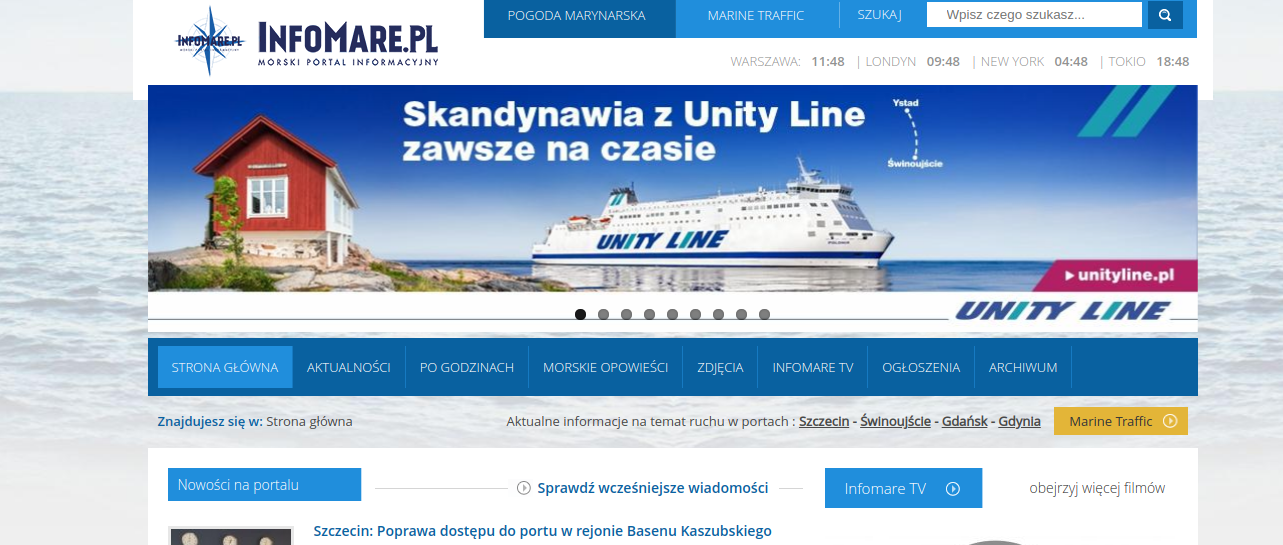 POGODA MARYNARSKA
MARINE TRAFFIC
SZUKAJ
Wpisz czego szukasz...
INFOMARE.PL
INFOMARE.PL
MORSKI PORTAL INFORMACYJNY
WARSZAWA: 11:48 | LONDYN 09:48 | NEW YORK 04:48 | TOKIO 18:48
Skandynawia z Unity Line
zawsze na czasie
Ystad
Świnoujście
UNITY LINE
POLONIA
unityline.pl
UNITY LINE
STRONA GŁÓWNA
AKTUALNOŚCI
PO GODZINACH
MORSKIE OPOWIEŚCI
ZDJĘCIA
INFOMARE TV
OGŁOSZENIA
ARCHIWUM
Znajdujesz się w: Strona główna
Aktualne informacje na temat ruchu w portach : Szczecin - Świnoujście - Gdańsk - Gdynia
Marine Traffic
Nowości na portalu
Sprawdź wcześniejsze wiadomości
Infomare TV
obejrzyj więcej filmów
Szczecin: Poprawa dostępu do portu w rejonie Basenu Kaszubskiego